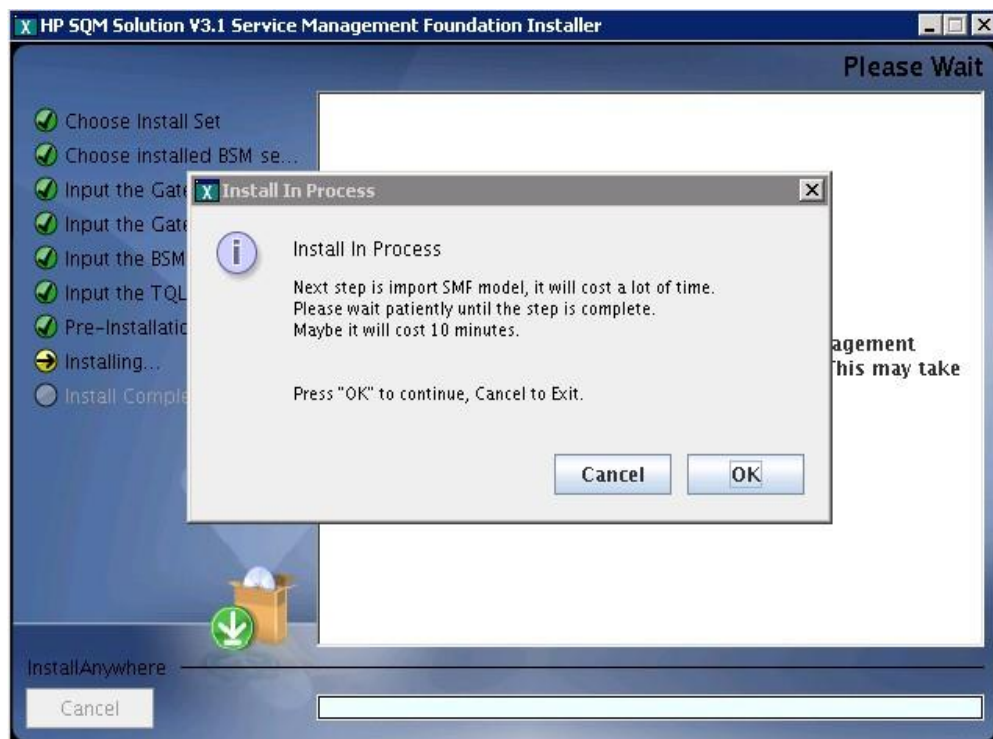 HP SQM Solution V3.1 Service Management Foundation Installer
Please Wait
Choose Install Set
Choose installed BSM se...
Input the Gate
Input the Gate
Input the BSM
Input the TQL
Pre-Installatio
Installing...
Install Comple
Install In Process
Install In Process
Next step is import SMF model, it will cost a lot of time.
Please wait patiently until the step is complete.
Maybe it will cost 10 minutes.
Press "OK" to continue, Cancel to Exit.
Cancel
OK
agement
This may take
InstallAnywhere
Cancel